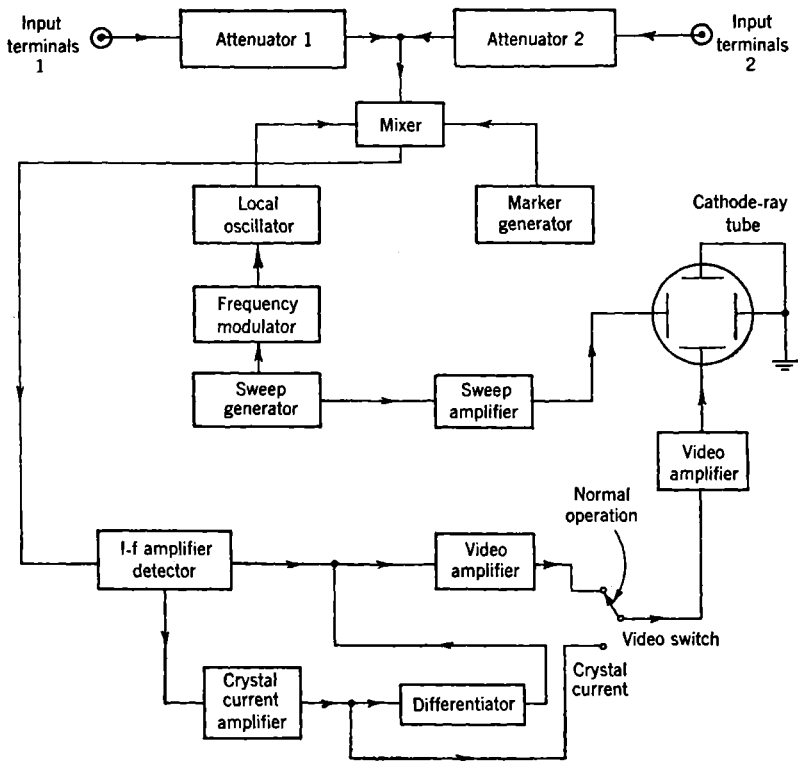 Input
terminals
1
Attenuator 1
Attenuator 2
Input
terminals
2
Mixer
Local
oscillator
Marker
generator
Cathode-ray
tube
Frequency
modulator
Sweep
generator
Sweep
amplifier
Video
amplifier
Normal
operation
I-f amplifier
detector
Video
amplifier
Video switch
Crystal
current
Crystal
current
amplifier
Differentiator